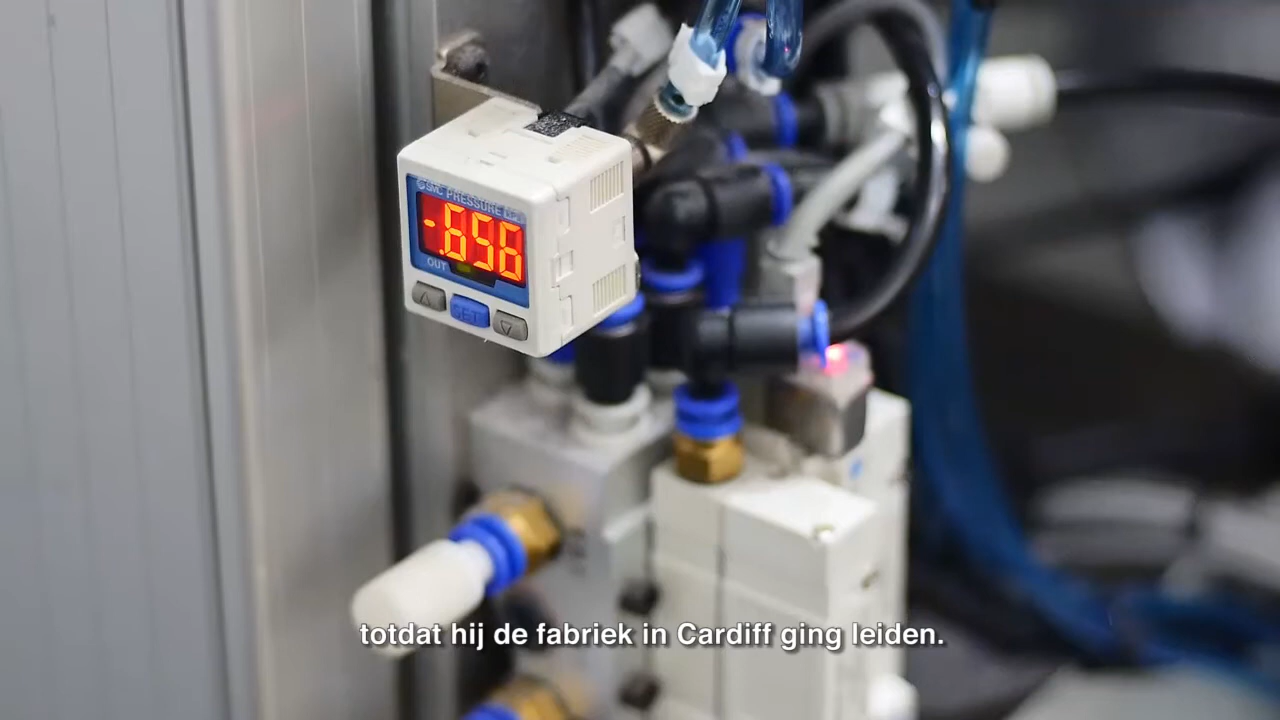 SMC PRESSURE
-.656
OUT
SET
totdat hij de fabriek in Cardiff ging leiden.